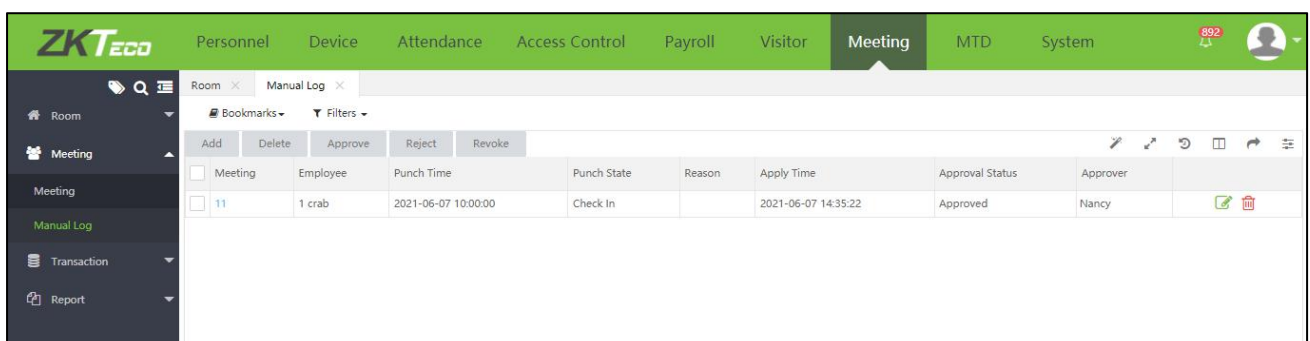 ZKTECO Personnel Device Attendance Access Control Payroll Visitor Meeting MTD System 892
Room Manual Log
Room Bookmarks Filters
Meeting Add Delete Approve Reject Revoke
Meeting Employee Punch Time Punch State Reason Apply Time Approval Status Approver
Meeting
11 1 crab 2021-06-07 10:00:00 Check In 2021-06-07 14:35:22 Approved Nancy
Manual Log
Transaction
Report